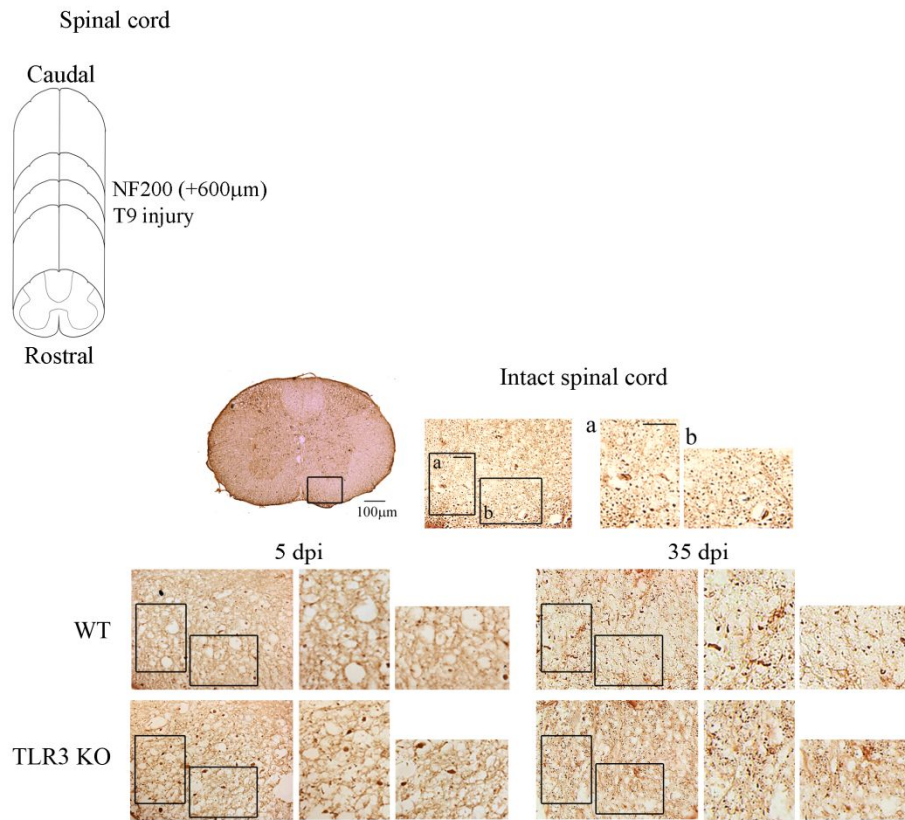 Spinal cord
Caudal
NF200 (+600μm)
T9 injury
Rostral
Intact spinal cord
a
b
a
b
100μm
5 dpi
35 dpi
WT
TLR3 KO